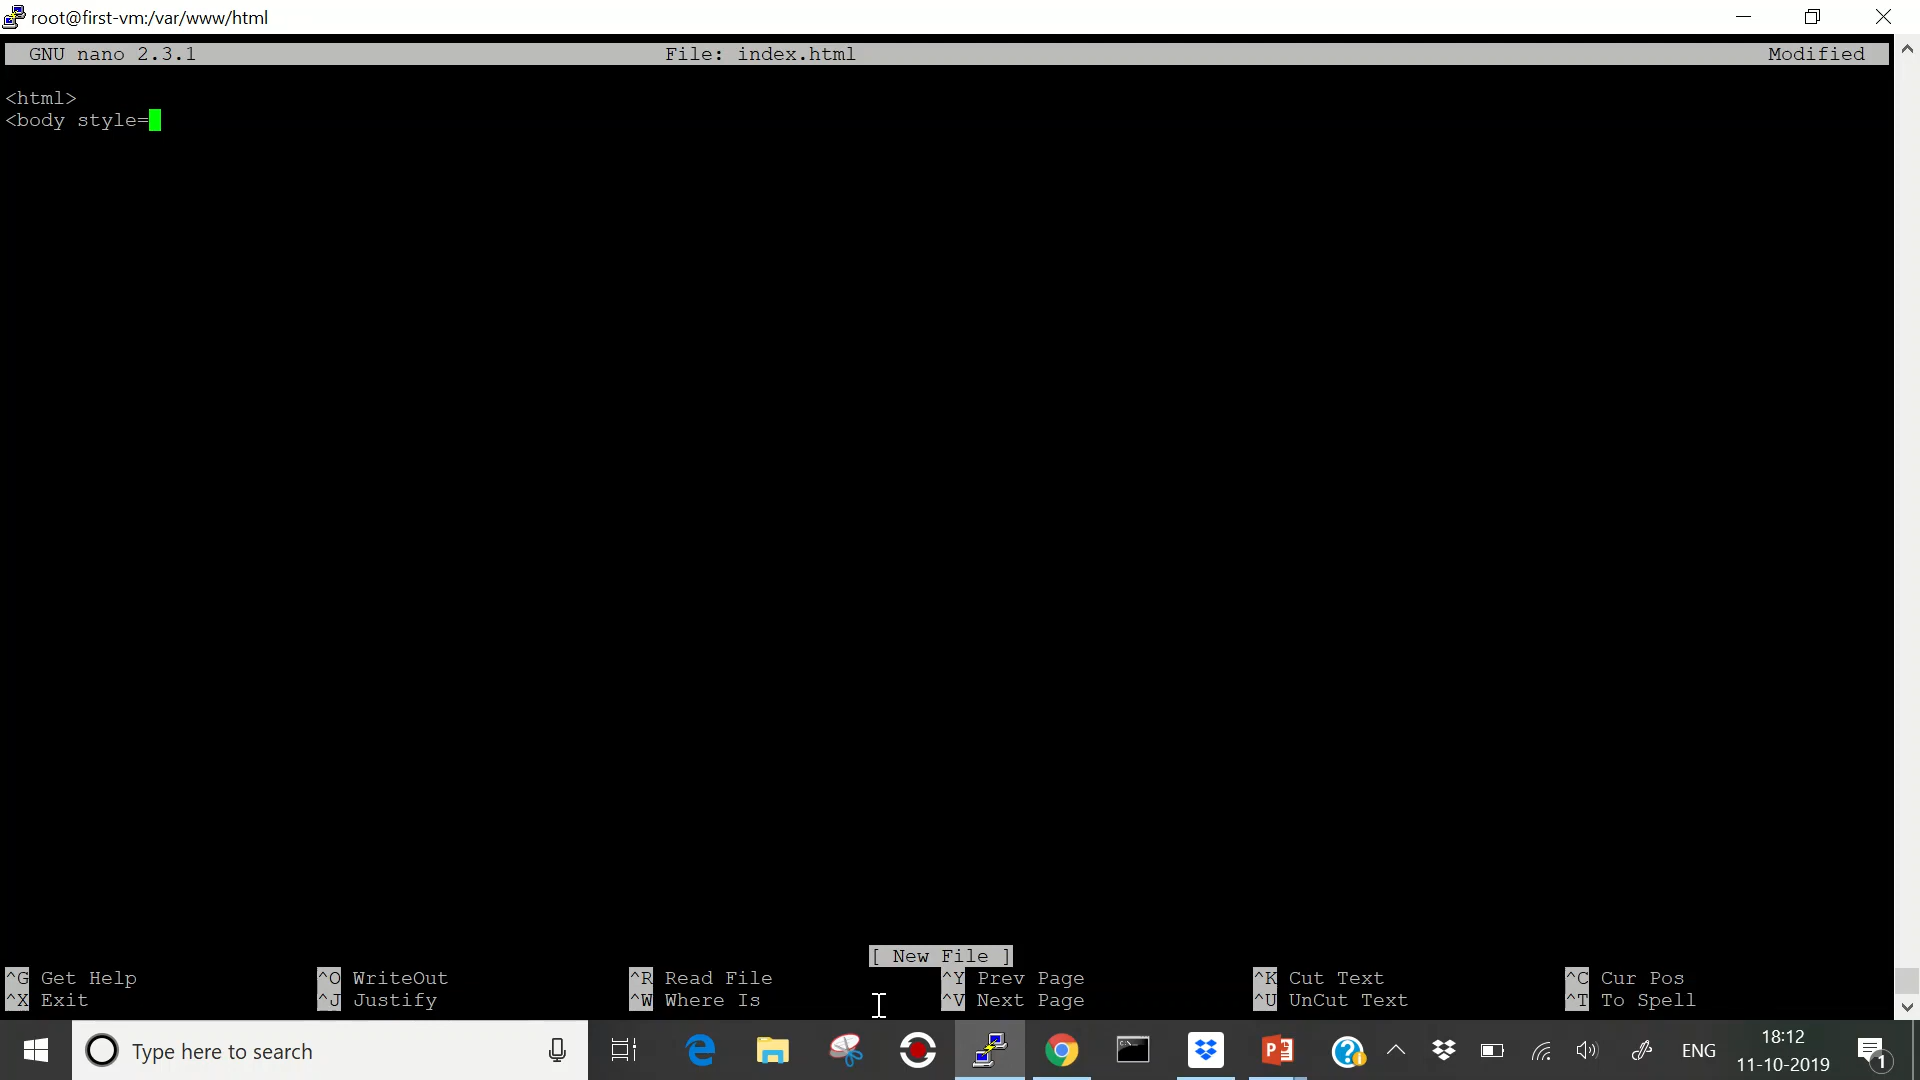 root@first-vm:/var/www/html
GNU nano 2.3.1 File: index.html Modified
<html>
<body style=
[ New File ]
^G Get Help ^O WriteOut ^R Read File ^Y Prev Page ^K Cut Text ^C Cur Pos
^X Exit ^J Justify ^W Where Is ^V Next Page ^U UnCut Text ^T To Spell
Type here to search
ENG
18:12
11-10-2019
1